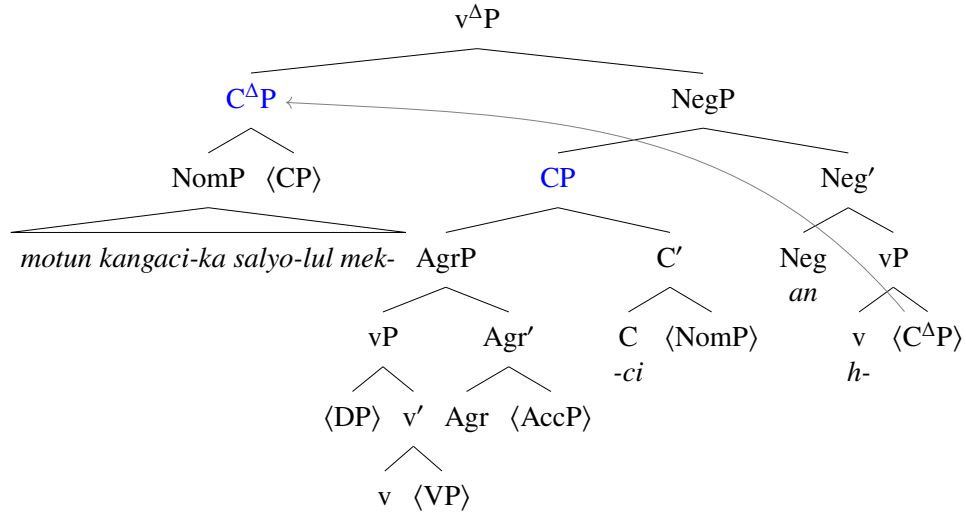 v^ΔP
C^ΔP NegP
NomP ⟨CP⟩ CP Neg′
motun kangaci-ka salyo-lul mek- AgrP C′ Neg vP
an
vP Agr′ C ⟨NomP⟩ v ⟨C^ΔP⟩
-ci h-
⟨DP⟩ v′ Agr ⟨AccP⟩
v ⟨VP⟩